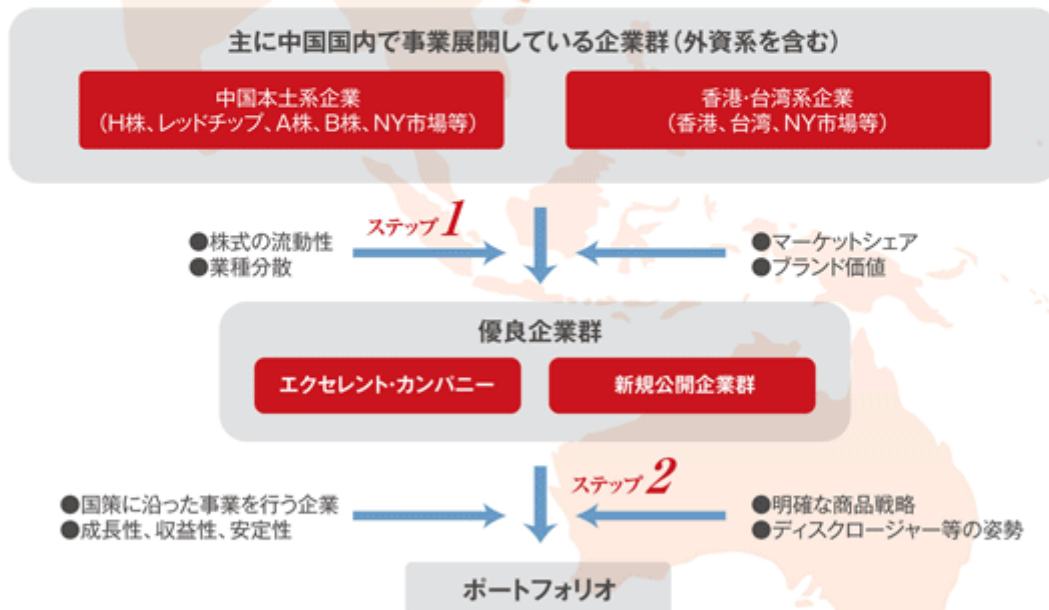 主に中国国内で事業展開している企業群(外資系を含む)
中国本土系企業
(H株、レッドチップ、A株、B株、NY市場等)
香港・台湾系企業
(香港、台湾、NY市場等)
ステップ1
●株式の流動性
●業種分散
●マーケットシェア
●ブランド価値
優良企業群
エクセレント・カンパニー
新規公開企業群
ステップ2
●国策に沿った事業を行う企業
●成長性、収益性、安定性
●明確な商品戦略
●ディスクロージャー等の姿勢
ポートフォリオ